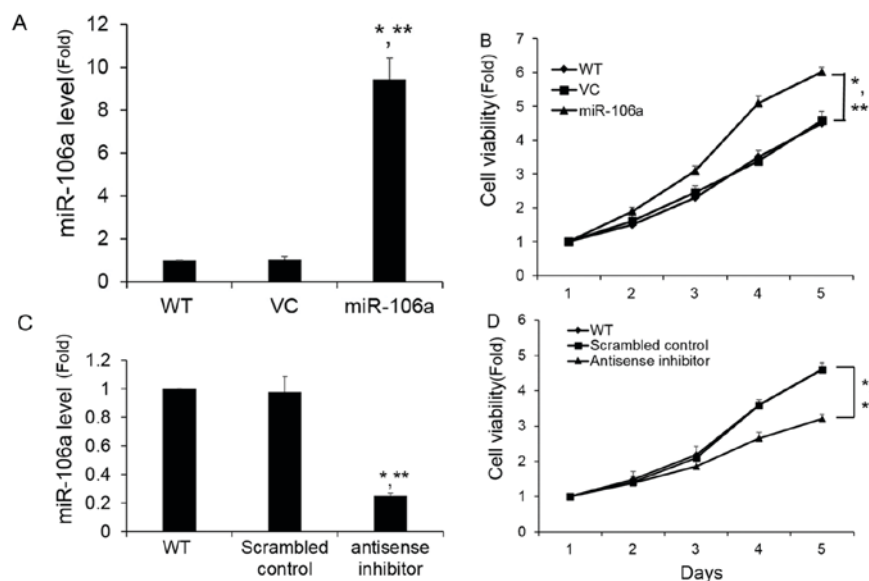 A
miR-106a level (Fold)
12
10
8
6
4
2
0
*,**
WT
VC
miR-106a
B
Cell viability(Fold)
7
6
5
4
3
2
1
0
WT
VC
miR-106a
*,**
1
2
3
4
5
C
miR-106a level (Fold)
1.2
1
0.8
0.6
0.4
0.2
0
*,**
WT
Scrambled
control
antisense
inhibitor
D
Cell viability(Fold)
6
5
4
3
2
1
0
WT
Scrambled control
Antisense inhibitor
*
*
1
2
3
4
5
Days